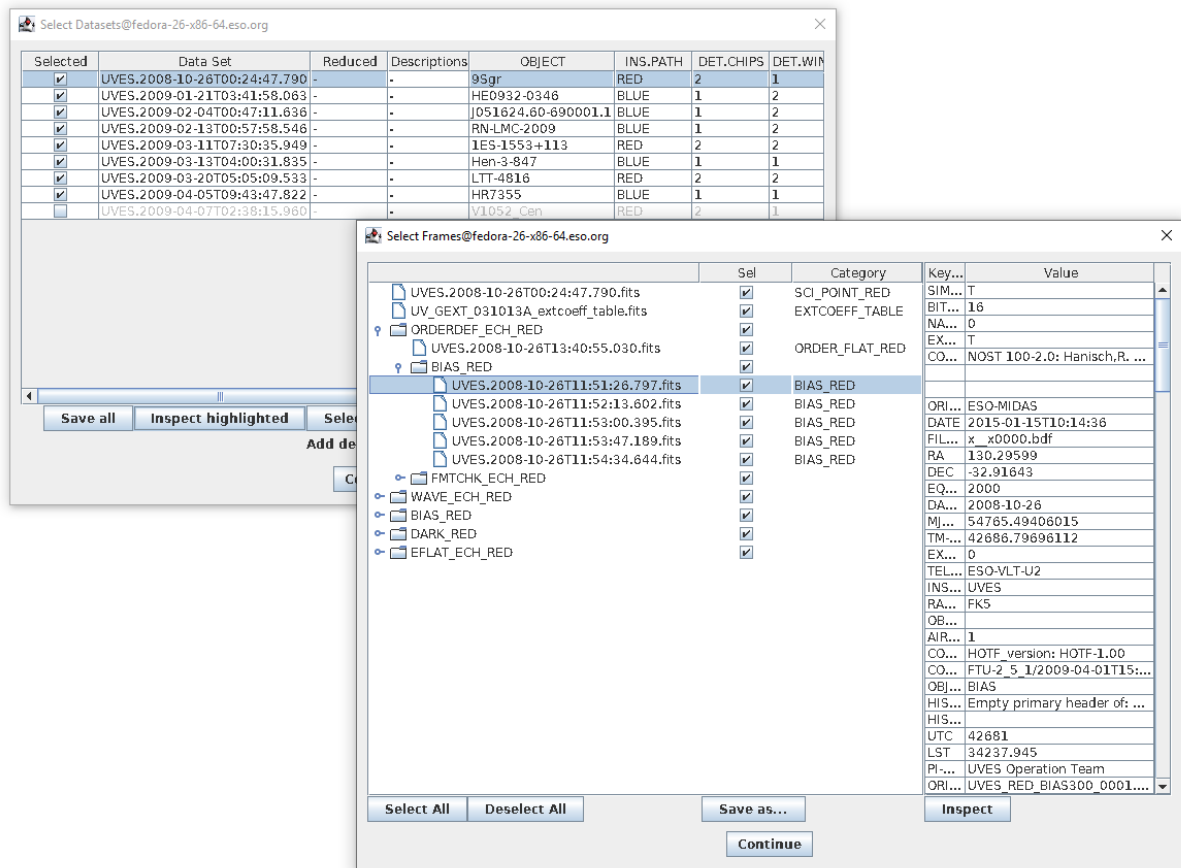 Select Datasets@fedora-26-x86-64.eso.org
Selected Data Set Reduced Descriptions OBJECT INS.PATH DET.CHIPS DET.WIN
UVES.2008-10-26T00:24:47.790 - - 9Sgr RED 2 1
UVES.2009-01-21T03:41:58.063 - - HE0932-0346 BLUE 1 2
UVES.2009-02-04T00:47:11.636 - - J051624.60-690001.1 BLUE 1 2
UVES.2009-02-13T00:57:58.546 - - RN-LMC-2009 BLUE 1 2
UVES.2009-03-11T07:30:35.949 - - 1ES-1553+113 RED 2 2
UVES.2009-03-13T04:00:31.835 - - Hen-3-847 BLUE 1 1
UVES.2009-03-20T05:05:09.533 - - LTT-4816 RED 2 2
UVES.2009-04-05T09:43:47.822 - - HR7355 BLUE 1 1
UVES.2009-04-07T02:38:15.960 - - V1052_Cen RED 2 1
Save all Inspect highlighted Sele
Add de
Co
Select Frames@fedora-26-x86-64.eso.org
Sel Category
UVES.2008-10-26T00:24:47.790.fits SCI_POINT_RED
UV_GEXT_031013A_extcoeff_table.fits EXTCOEFF_TABLE
ORDERDEF_ECH_RED
UVES.2008-10-26T13:40:55.030.fits ORDER_FLAT_RED
BIAS_RED
UVES.2008-10-26T11:51:26.797.fits BIAS_RED
UVES.2008-10-26T11:52:13.602.fits BIAS_RED
UVES.2008-10-26T11:53:00.395.fits BIAS_RED
UVES.2008-10-26T11:53:47.189.fits BIAS_RED
UVES.2008-10-26T11:54:34.644.fits BIAS_RED
FMTCHK_ECH_RED
WAVE_ECH_RED
BIAS_RED
DARK_RED
EFLAT_ECH_RED
Key... Value
SIM... T
BIT... 16
NA... 0
EX... T
CO... NOST 100-2.0: Hanisch,R. ...
ORI... ESO-MIDAS
DATE 2015-01-15T10:14:36
FIL... x__x0000.bdf
RA 130.29599
DEC -32.91643
EQ... 2000
DA... 2008-10-26
MJ... 54765.49406015
TM-... 42686.79696112
EX... 0
TEL... ESO-VLT-U2
INS... UVES
RA... FK5
OB...
AIR... 1
CO... HOTF_version: HOTF-1.00
CO... FTU-2_5_1/2009-04-01T15:...
OBJ... BIAS
HIS... Empty primary header of: ...
HIS...
UTC 42681
LST 34237.945
PI-... UVES Operation Team
ORI... UVES_RED_BIAS300_0001....
Select All Deselect All Save as... Inspect
Continue